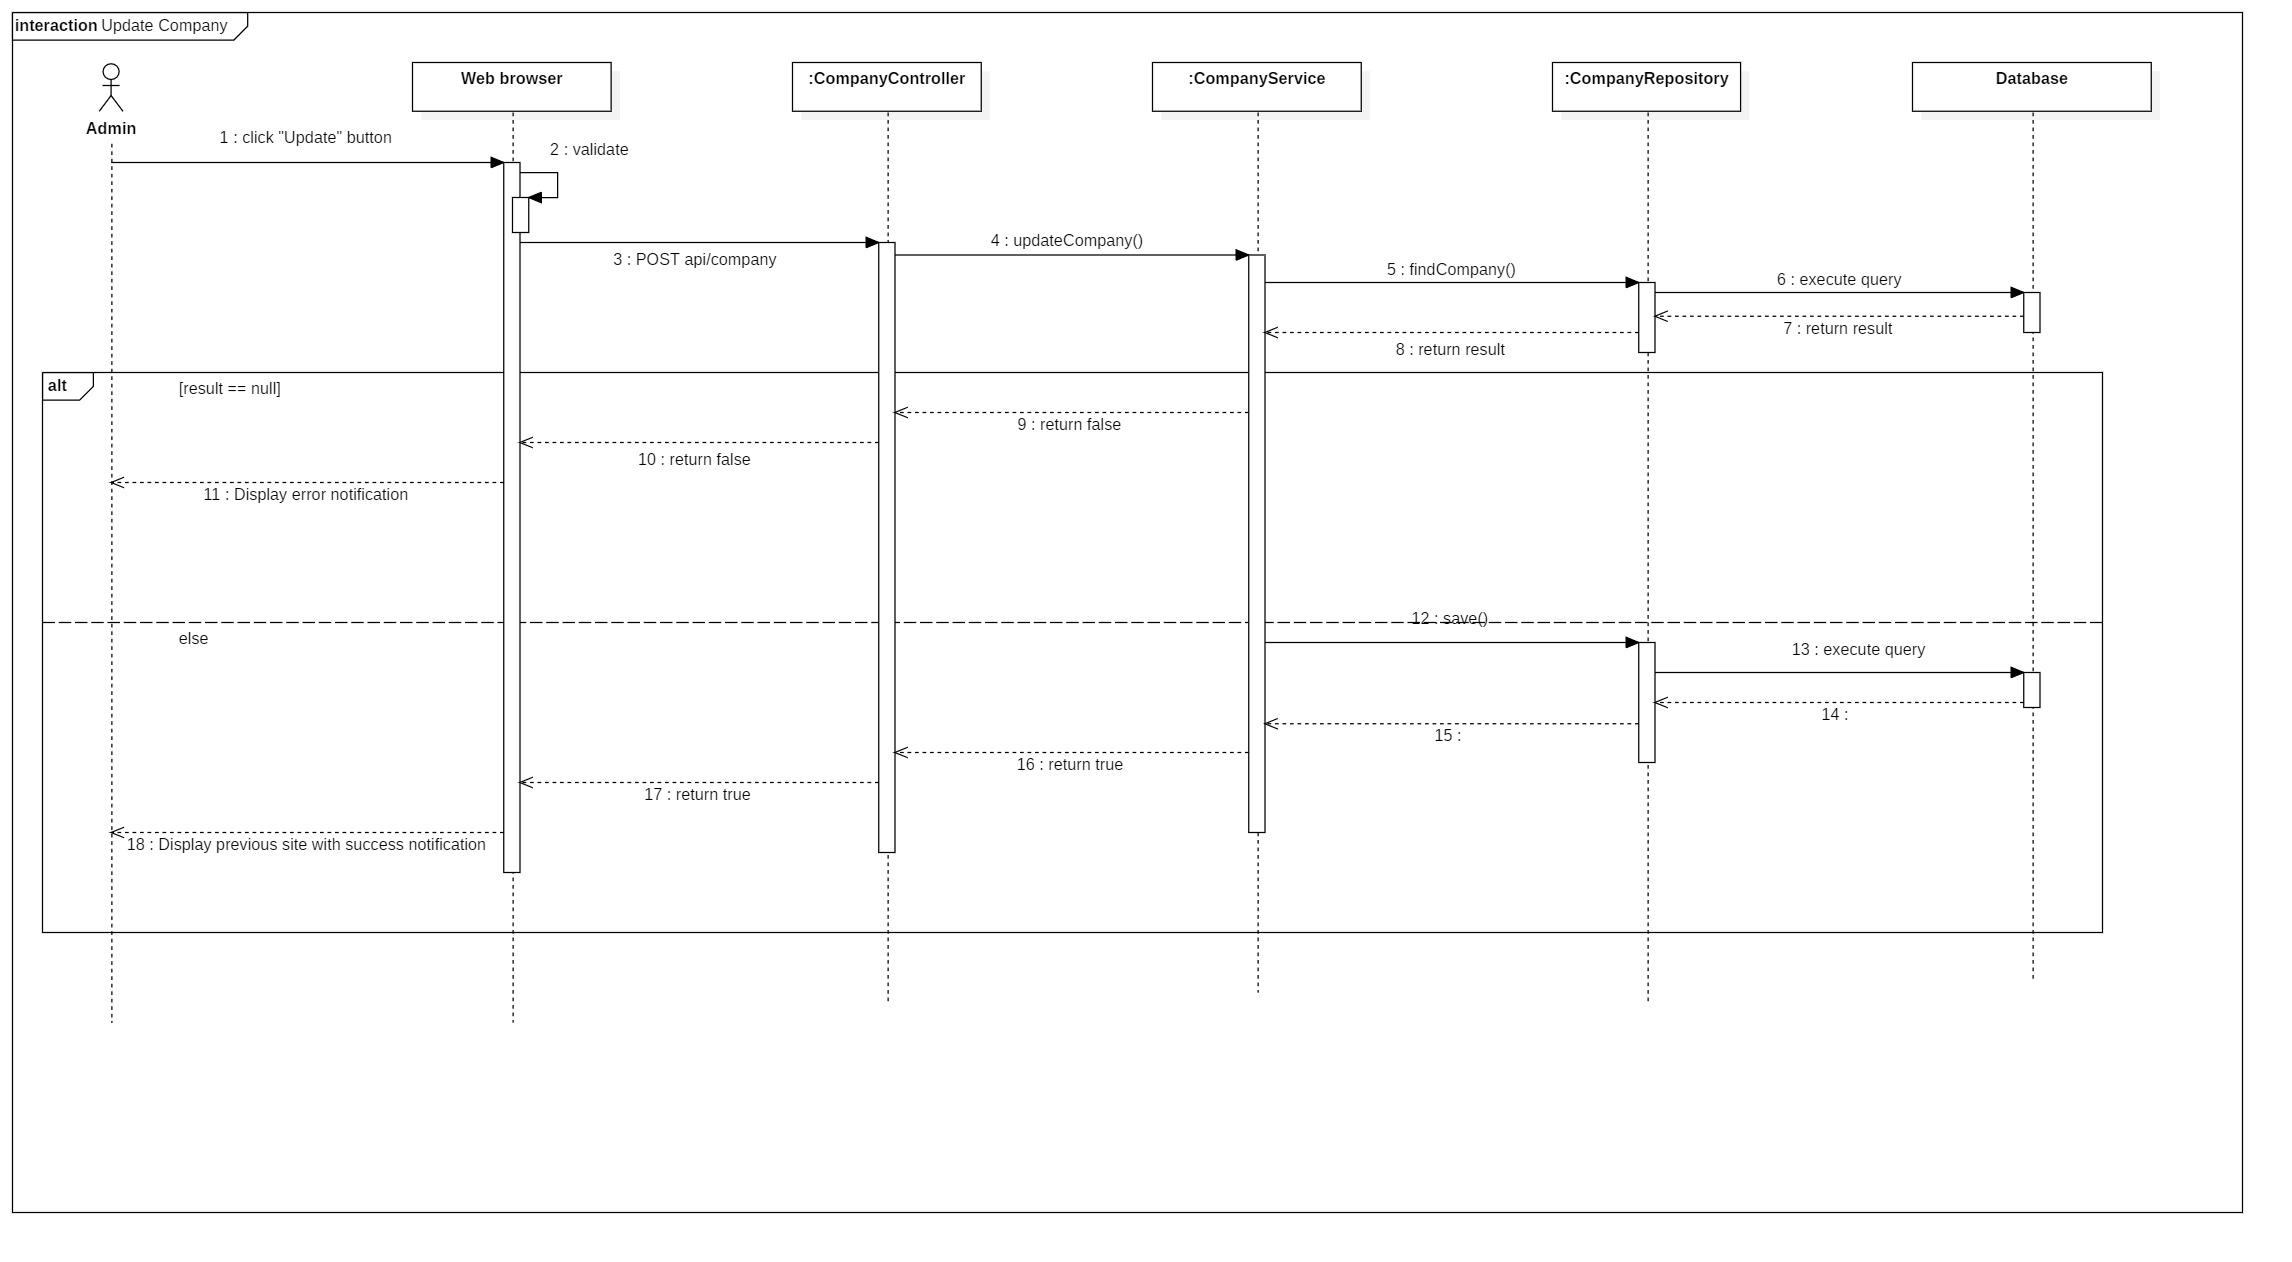 interaction Update Company
Admin
Web browser
:CompanyController
:CompanyService
:CompanyRepository
Database
1 : click "Update" button
2 : validate
3 : POST api/company
4 : updateCompany()
5 : findCompany()
6 : execute query
7 : return result
8 : return result
alt
[result == null]
9 : return false
10 : return false
11 : Display error notification
12 : save()
else
13 : execute query
14 :
15 :
16 : return true
17 : return true
18 : Display previous site with success notification